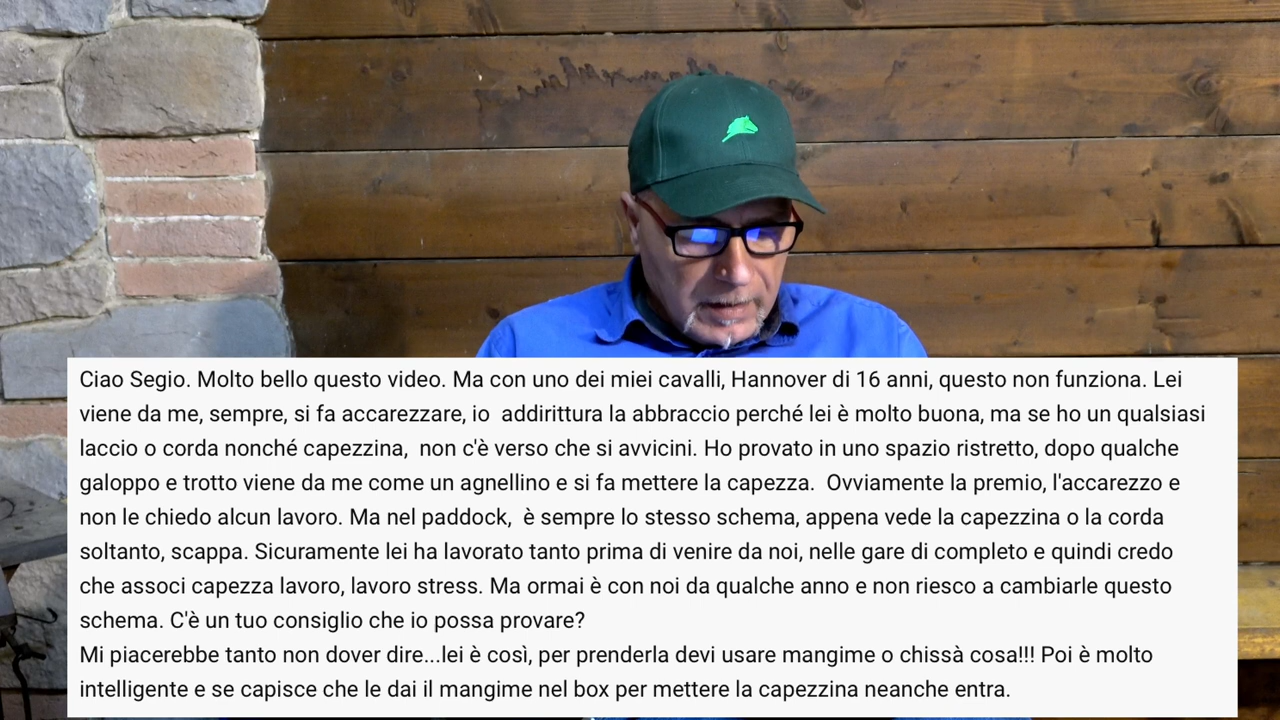 Ciao Segio. Molto bello questo video. Ma con uno dei miei cavalli, Hannover di 16 anni, questo non funziona. Lei
viene da me, sempre, si fa accarezzare, io  addirittura la abbraccio perché lei è molto buona, ma se ho un qualsiasi
laccio o corda nonché capezzina,  non c'è verso che si avvicini. Ho provato in uno spazio ristretto, dopo qualche
galoppo e trotto viene da me come un agnellino e si fa mettere la capezza.  Ovviamente la premio, l'accarezzo e
non le chiedo alcun lavoro. Ma nel paddock,  è sempre lo stesso schema, appena vede la capezzina o la corda
soltanto, scappa. Sicuramente lei ha lavorato tanto prima di venire da noi, nelle gare di completo e quindi credo
che associ capezza lavoro, lavoro stress. Ma ormai è con noi da qualche anno e non riesco a cambiarle questo
schema. C'è un tuo consiglio che io possa provare?
Mi piacerebbe tanto non dover dire...lei è così, per prenderla devi usare mangime o chissà cosa!!! Poi è molto
intelligente e se capisce che le dai il mangime nel box per mettere la capezzina neanche entra.